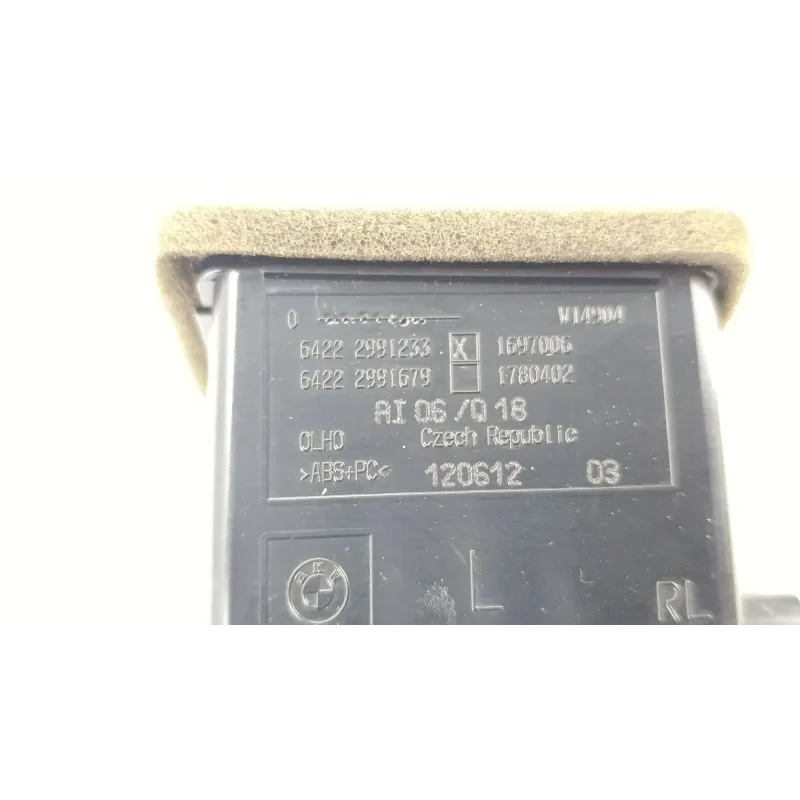 0 W14904
6422 2991233 X 1697006
6422 2991679 1780402
AI 06/Q 18
OLHO Czech Republic
>ABS+PC< 120612 03
BMW
L RL